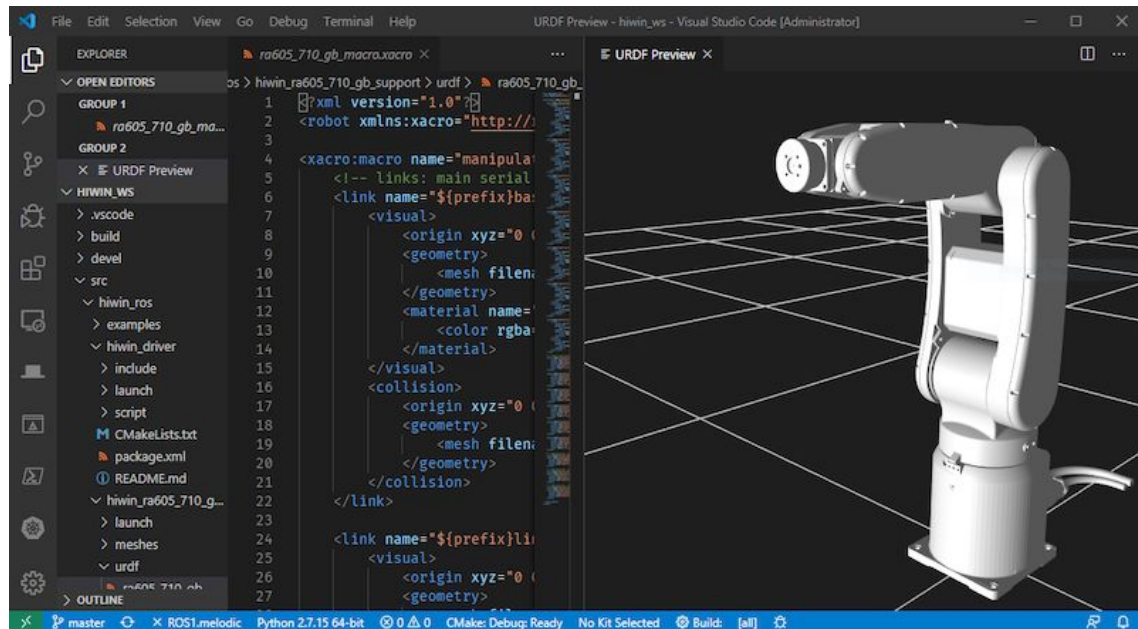 File Edit Selection View Go Debug Terminal Help
URDF Preview - hiwin_ws - Visual Studio Code [Administrator]
EXPLORER
OPEN EDITORS
GROUP 1
ra605_710_gb_ma...
GROUP 2
URDF Preview
HIWIN_WS
.vscode
build
devel
src
hiwin_ros
examples
hiwin_driver
include
launch
script
CMakeLists.txt
package.xml
README.md
hiwin_ra605_710_g...
launch
meshes
urdf
ra605_710_gb
OUTLINE
ra605_710_gb_macro.xacro
os > hiwin_ra605_710_gb_support > urdf > ra605_710_gb_
1 <?xml version="1.0"?>
2 <robot xmlns:xacro="http://
3
4 <xacro:macro name="manipula
5 <!-- links: main serial
6 <link name="${prefix}ba
7 <visual>
8 <origin xyz="0
9 <geometry>
10 <mesh filen
11 </geometry>
12 <material name="
13 <color rgba
14 </material>
15 </visual>
16 <collision>
17 <origin xyz="0
18 <geometry>
19 <mesh filen
20 </geometry>
21 </collision>
22 </link>
23
24 <link name="${prefix}li
25 <visual>
26 <origin xyz="0
27 <geometry>
URDF Preview
master ROS1.melodic Python 2.7.15 64-bit 0 0 CMake: Debug: Ready No Kit Selected Build: [all]